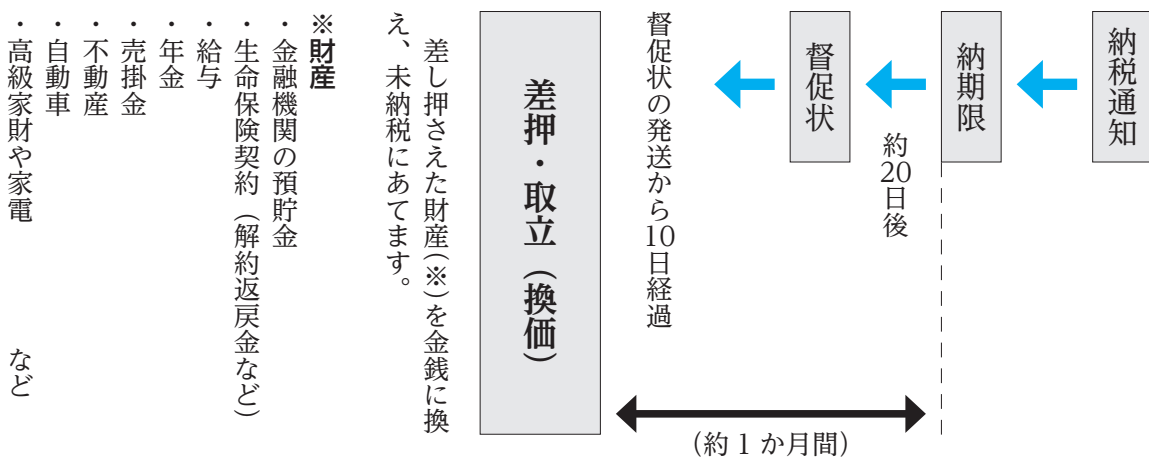 納税通知
納期限
約20日後
督促状
督促状の発送から10日経過
(約1か月間)
差押・取立（換価）
差し押さえた財産(※)を金銭に換
え、未納税にあてます。
※財産
・金融機関の預貯金
・生命保険契約（解約返戻金など）
・給与
・年金
・売掛金
・不動産
・自動車
・高級家財や家電　など